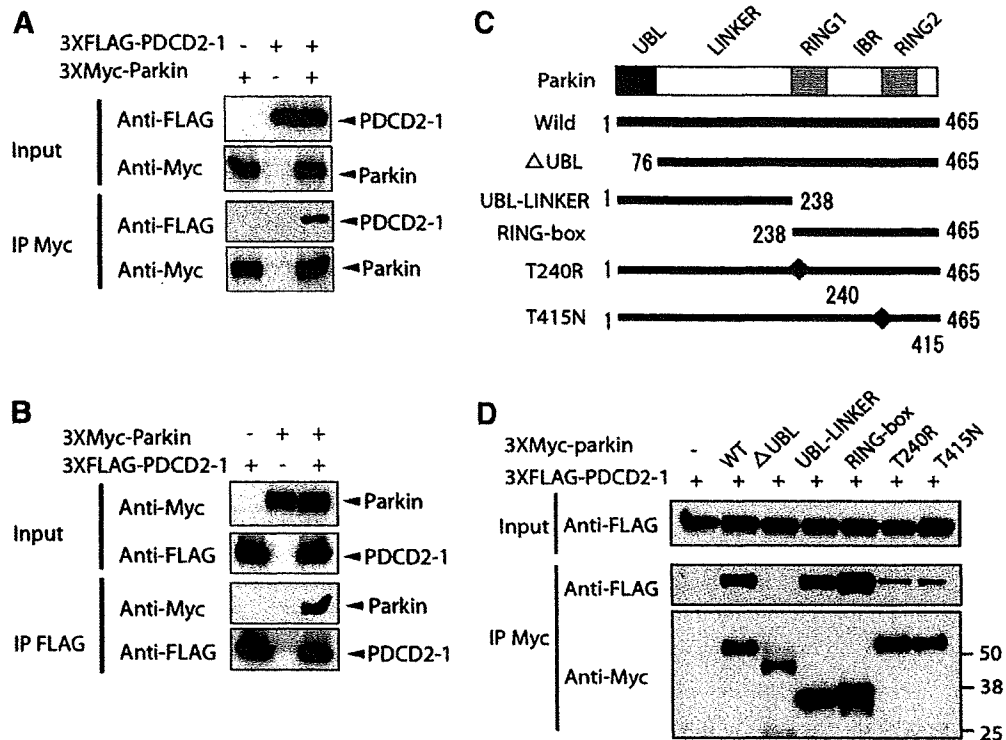 A
3XFLAG-PDCD2-1 - + +
3XMyc-Parkin + - +
Input
Anti-FLAG
PDCD2-1
Anti-Myc
Parkin
IP Myc
Anti-FLAG
PDCD2-1
Anti-Myc
Parkin
B
3XMyc-Parkin - + +
3XFLAG-PDCD2-1 + - +
Input
Anti-Myc
Parkin
Anti-FLAG
PDCD2-1
IP FLAG
Anti-Myc
Parkin
Anti-FLAG
PDCD2-1
C
UBL LINKER RING1 IBR RING2
Parkin
Wild 1 465
△UBL 76 465
UBL-LINKER 1 238
RING-box 238 465
T240R 1 465
240
T415N 1 465
415
D
3XMyc-parkin - WT △UBL UBL-LINKER RING-box T240R T415N
3XFLAG-PDCD2-1 + + + + + + +
Input Anti-FLAG
IP Myc
Anti-FLAG
Anti-Myc
50
38
25